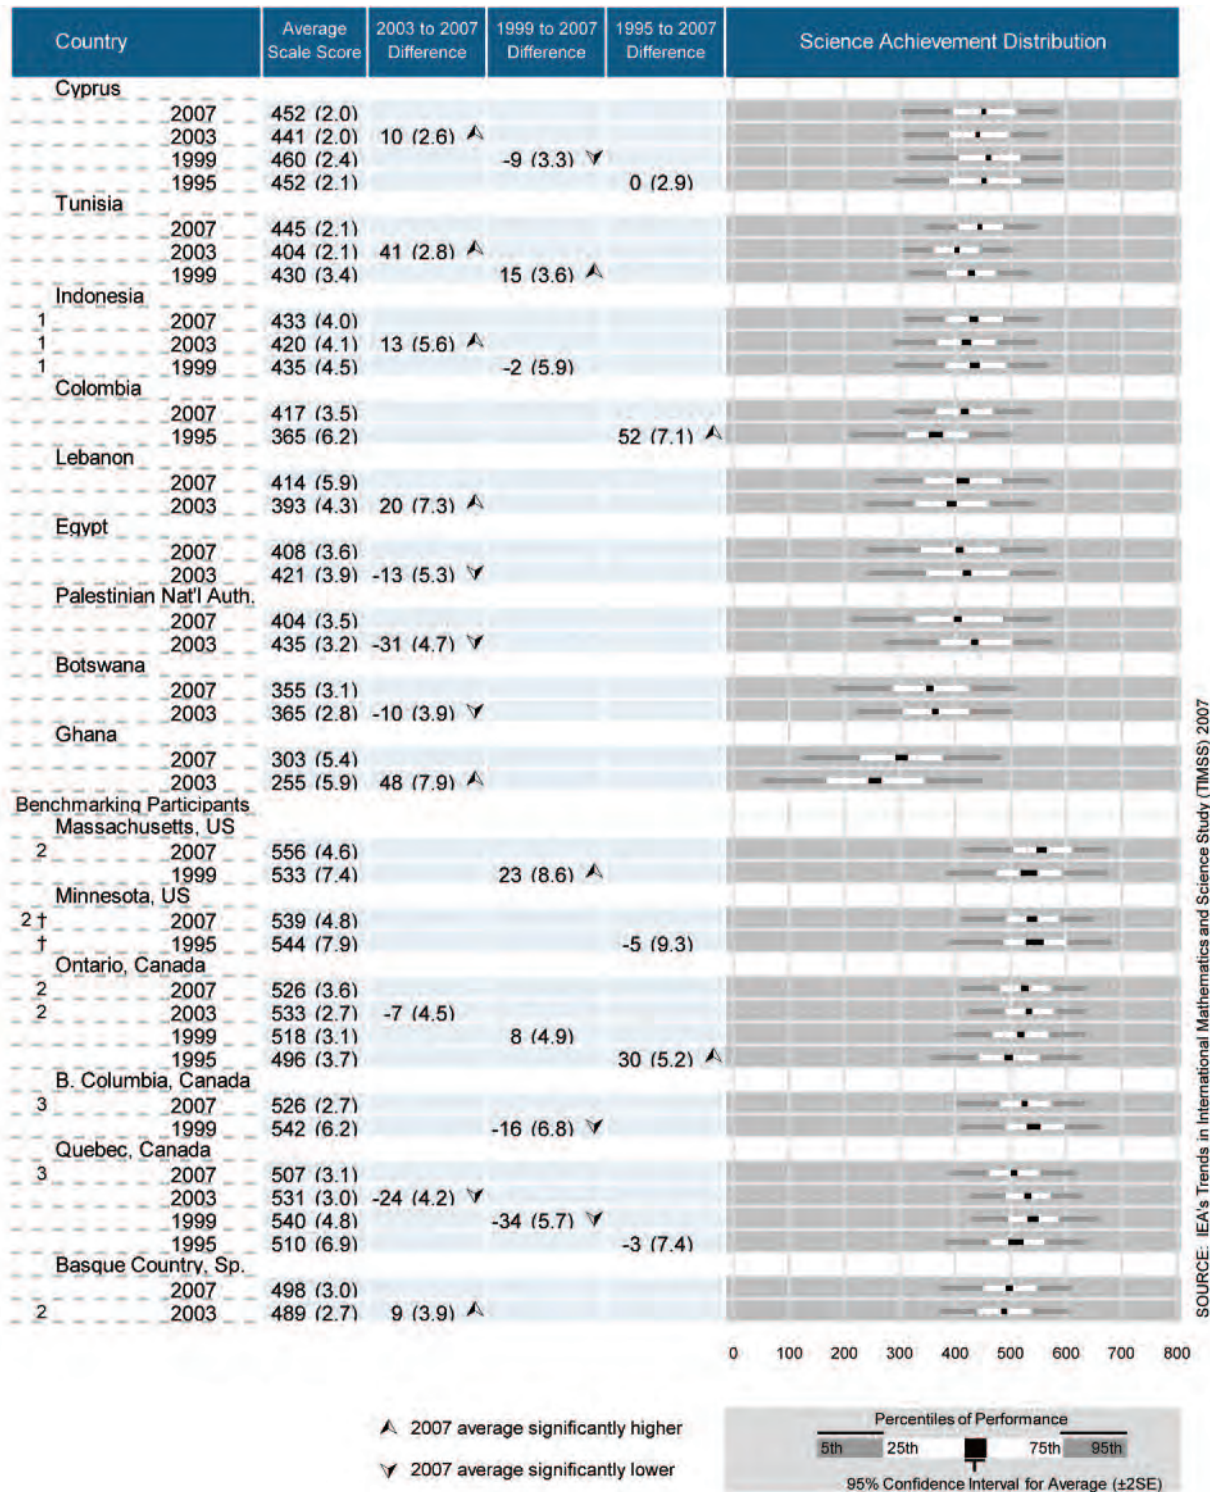 Country Average Scale Score 2003 to 2007 Difference 1999 to 2007 Difference 1995 to 2007 Difference Science Achievement Distribution
Cyprus
2007 452 (2.0)
2003 441 (2.0) 10 (2.6)
1999 460 (2.4) -9 (3.3)
1995 452 (2.1) 0 (2.9)
Tunisia
2007 445 (2.1)
2003 404 (2.1) 41 (2.8)
1999 430 (3.4) 15 (3.6)
Indonesia
1 2007 433 (4.0)
1 2003 420 (4.1) 13 (5.6)
1 1999 435 (4.5) -2 (5.9)
Colombia
2007 417 (3.5)
1995 365 (6.2) 52 (7.1)
Lebanon
2007 414 (5.9)
2003 393 (4.3) 20 (7.3)
Egypt
2007 408 (3.6)
2003 421 (3.9) -13 (5.3)
Palestinian Nat'l Auth.
2007 404 (3.5)
2003 435 (3.2) -31 (4.7)
Botswana
2007 355 (3.1)
2003 365 (2.8) -10 (3.9)
Ghana
2007 303 (5.4)
2003 255 (5.9) 48 (7.9)
Benchmarking Participants
Massachusetts, US
2 2007 556 (4.6)
1999 533 (7.4) 23 (8.6)
Minnesota, US
2 † 2007 539 (4.8)
† 1995 544 (7.9) -5 (9.3)
Ontario, Canada
2 2007 526 (3.6)
2 2003 533 (2.7) -7 (4.5)
1999 518 (3.1) 8 (4.9)
1995 496 (3.7) 30 (5.2)
B. Columbia, Canada
3 2007 526 (2.7)
1999 542 (6.2) -16 (6.8)
Quebec, Canada
3 2007 507 (3.1)
2003 531 (3.0) -24 (4.2)
1999 540 (4.8) -34 (5.7)
1995 510 (6.9) -3 (7.4)
Basque Country, Sp.
2007 498 (3.0)
2 2003 489 (2.7) 9 (3.9)
0 100 200 300 400 500 600 700 800
2007 average significantly higher
2007 average significantly lower
Percentiles of Performance
5th 25th 75th 95th
95% Confidence Interval for Average (±2SE)
SOURCE: IEA's Trends in International Mathematics and Science Study (TIMSS) 2007